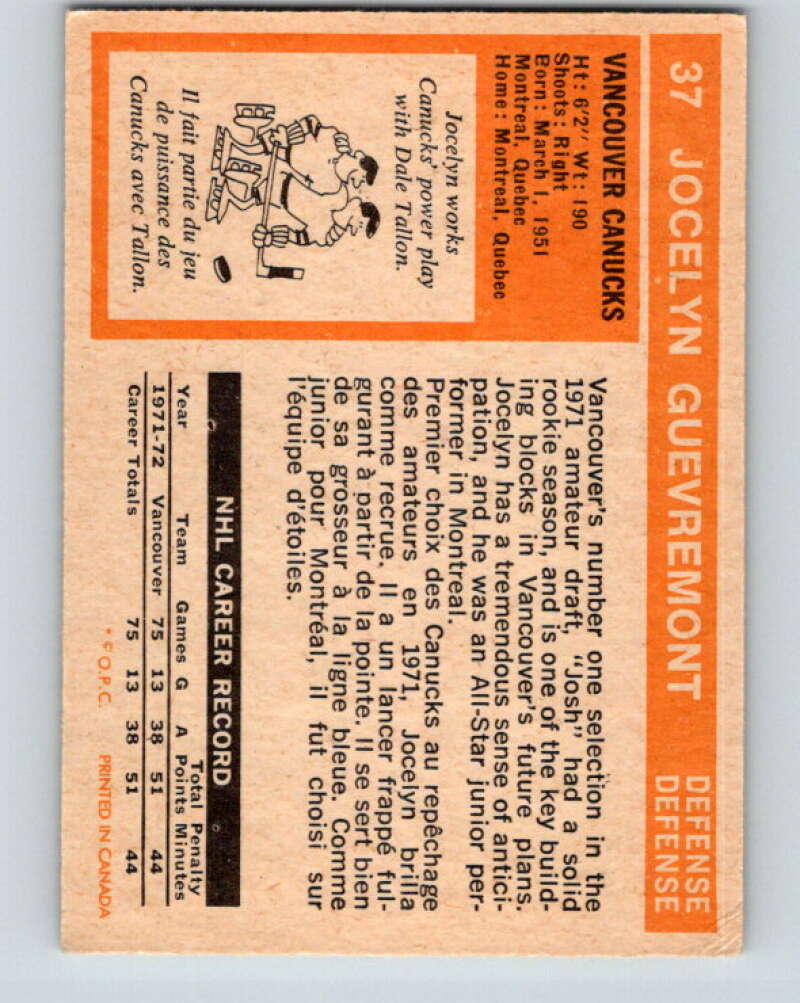 37 JOCELYN GUEVREMONT DEFENSE
DEFENSE
VANCOUVER CANUCKS
Ht: 6'2" Wt: 190
Shoots: Right
Born: March 1, 1951
Montreal, Quebec
Home: Montreal, Quebec
Jocelyn works
Canucks' power play
with Dale Tallon.
Il fait partie du jeu
de puissance des
Canucks avec Tallon.
Vancouver's number one selection in the
1971 amateur draft, "Josh" had a solid
rookie season, and is one of the key build-
ing blocks in Vancouver's future plans.
Jocelyn has a tremendous sense of antici-
pation, and he was an All-Star junior per-
former in Montreal.
Premier choix des Canucks au repêchage
des amateurs en 1971, Jocelyn brilla
comme recrue. Il a un lancer frappé ful-
gurant à partir de la pointe. Il se sert bien
de sa grosseur à la ligne bleue. Comme
junior pour Montréal, il fut choisi sur
l'équipe d'étoiles.
NHL CAREER RECORD
Total Penalty
Year Team Games G A Points Minutes
1971-72 Vancouver 75 13 38 51 44
Career Totals 75 13 38 51 44
* © O.P.C. PRINTED IN CANADA